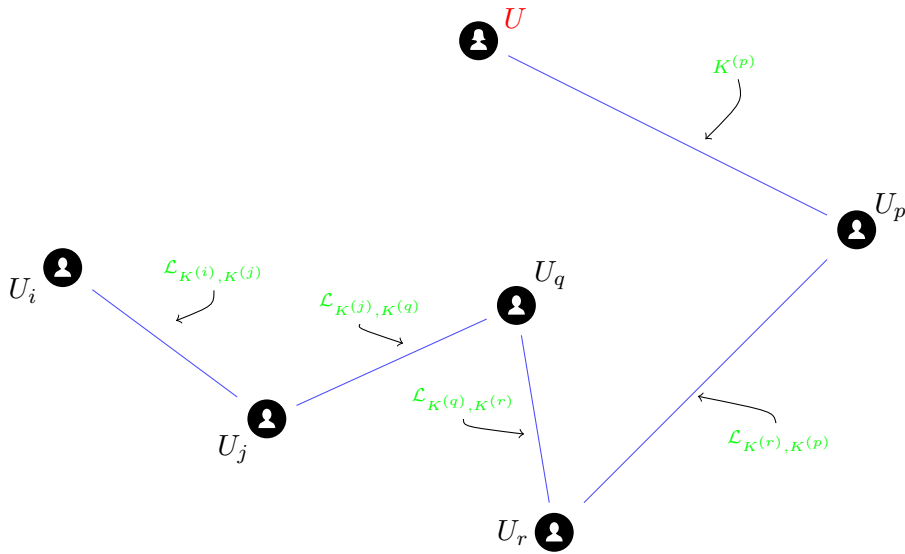 U
K^{(p)}
U_p
U_i
ℒ_{K^{(i)},K^{(j)}}
ℒ_{K^{(j)},K^{(q)}}
U_q
ℒ_{K^{(q)},K^{(r)}}
U_j
ℒ_{K^{(r)},K^{(p)}}
U_r